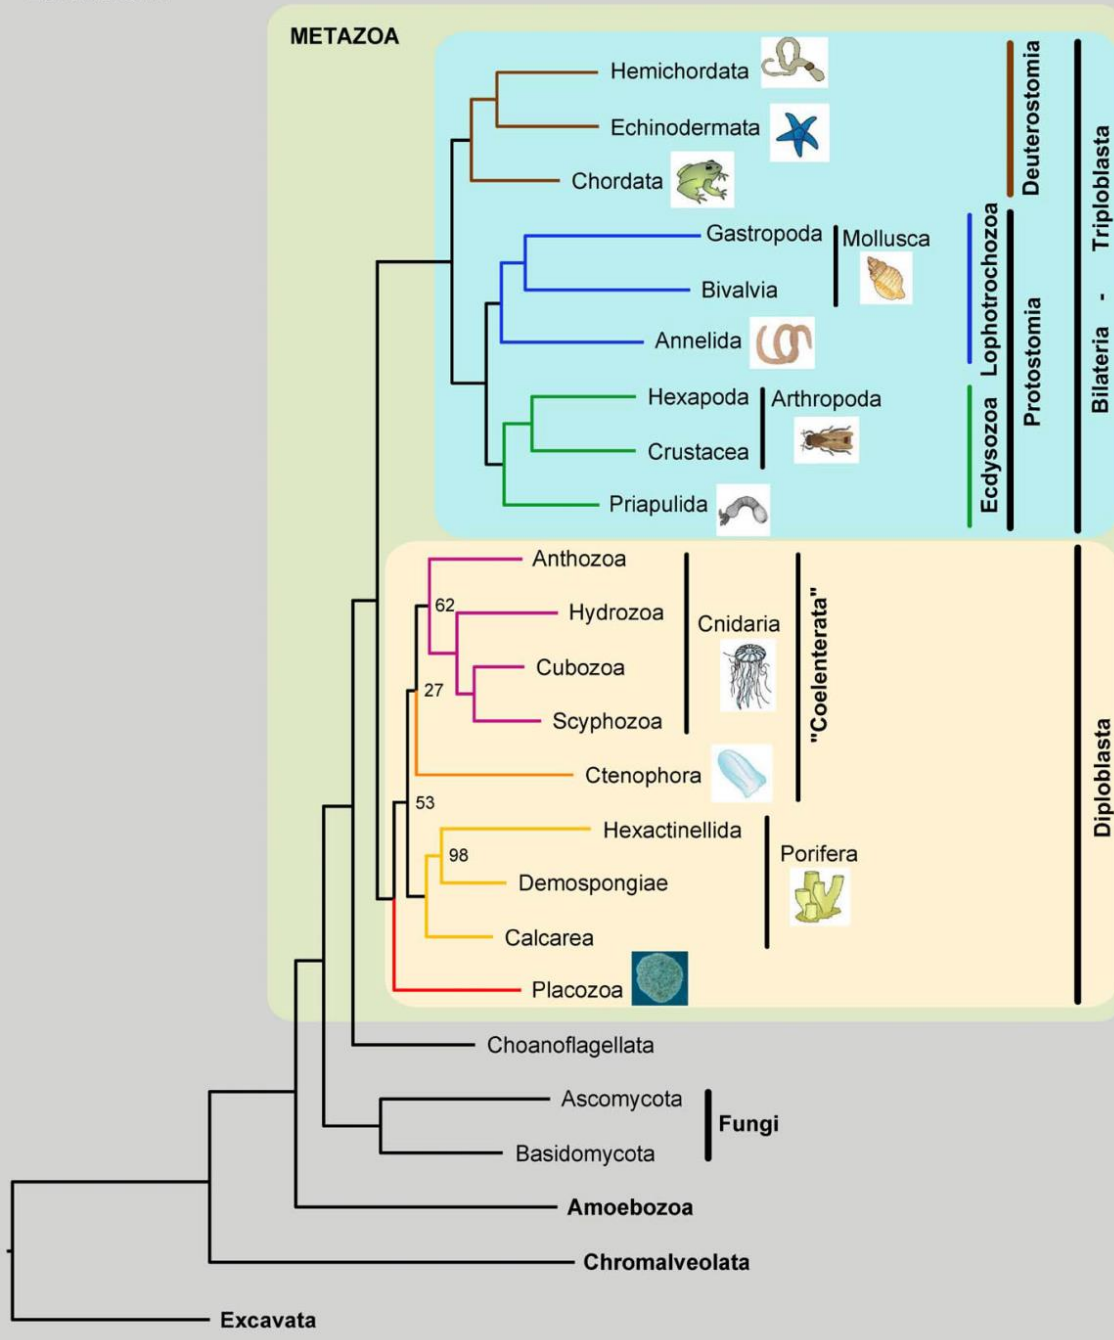 METAZOA
Hemichordata
Echinodermata
Chordata
Deuterostomia
Gastropoda
Mollusca
Bivalvia
Annelida
Lophotrochozoa
Hexapoda
Arthropoda
Crustacea
Priapulida
Ecdysozoa
Protostomia
Bilateria - Triploblasta
Anthozoa
62
Hydrozoa
Cnidaria
Cubozoa
27
Scyphozoa
"Coelenterata"
Ctenophora
53
Hexactinellida
98
Porifera
Demospongiae
Calcarea
Placozoa
Diploblasta
Choanoflagellata
Ascomycota
Fungi
Basidomycota
Amoebozoa
Chromalveolata
Excavata